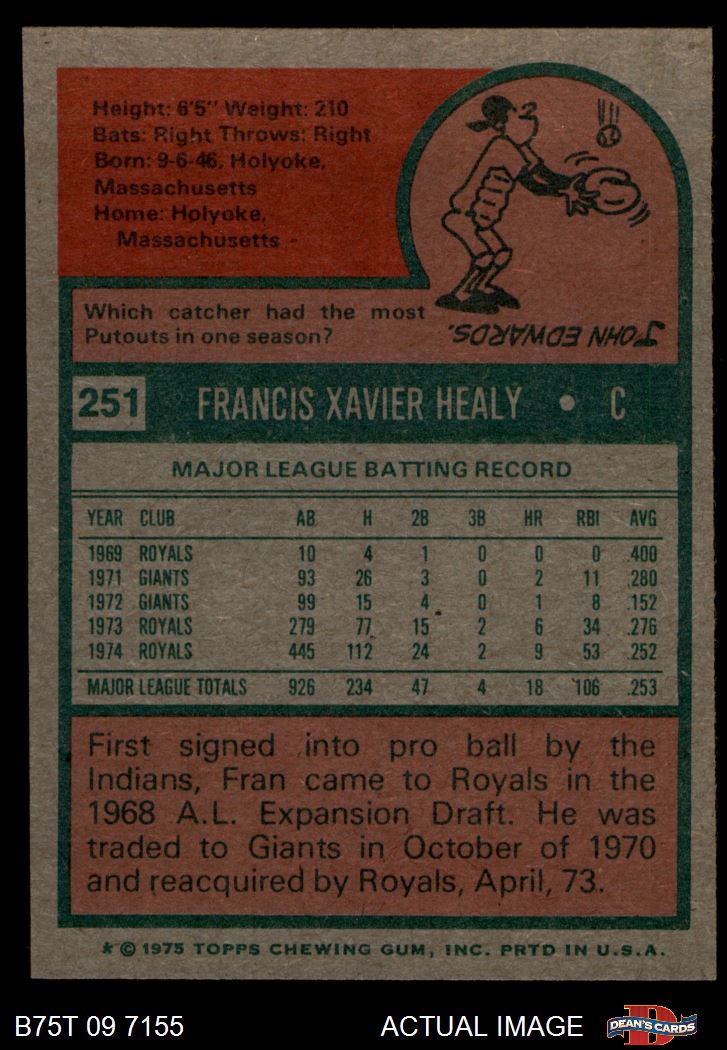 Height: 6'5" Weight: 210
Bats: Right Throws: Right
Born: 9-6-46, Holyoke,
Massachusetts
Home: Holyoke,
Massachusetts
Which catcher had the most
Putouts in one season?
JOHN EDWARDS.
251 FRANCIS XAVIER HEALY • C
MAJOR LEAGUE BATTING RECORD
YEAR CLUB AB H 2B 3B HR RBI AVG
1969 ROYALS 10 4 1 0 0 0 .400
1971 GIANTS 93 26 3 0 2 11 .280
1972 GIANTS 99 15 4 0 1 8 .152
1973 ROYALS 279 77 15 2 6 34 .276
1974 ROYALS 445 112 24 2 9 53 .252
MAJOR LEAGUE TOTALS 926 234 47 4 18 106 .253
First signed into pro ball by the
Indians, Fran came to Royals in the
1968 A.L. Expansion Draft. He was
traded to Giants in October of 1970
and reacquired by Royals, April, 73.
* © 1975 TOPPS CHEWING GUM, INC. PRTD IN U.S.A.
B75T 09 7155 ACTUAL IMAGE D DEAN'S CARDS